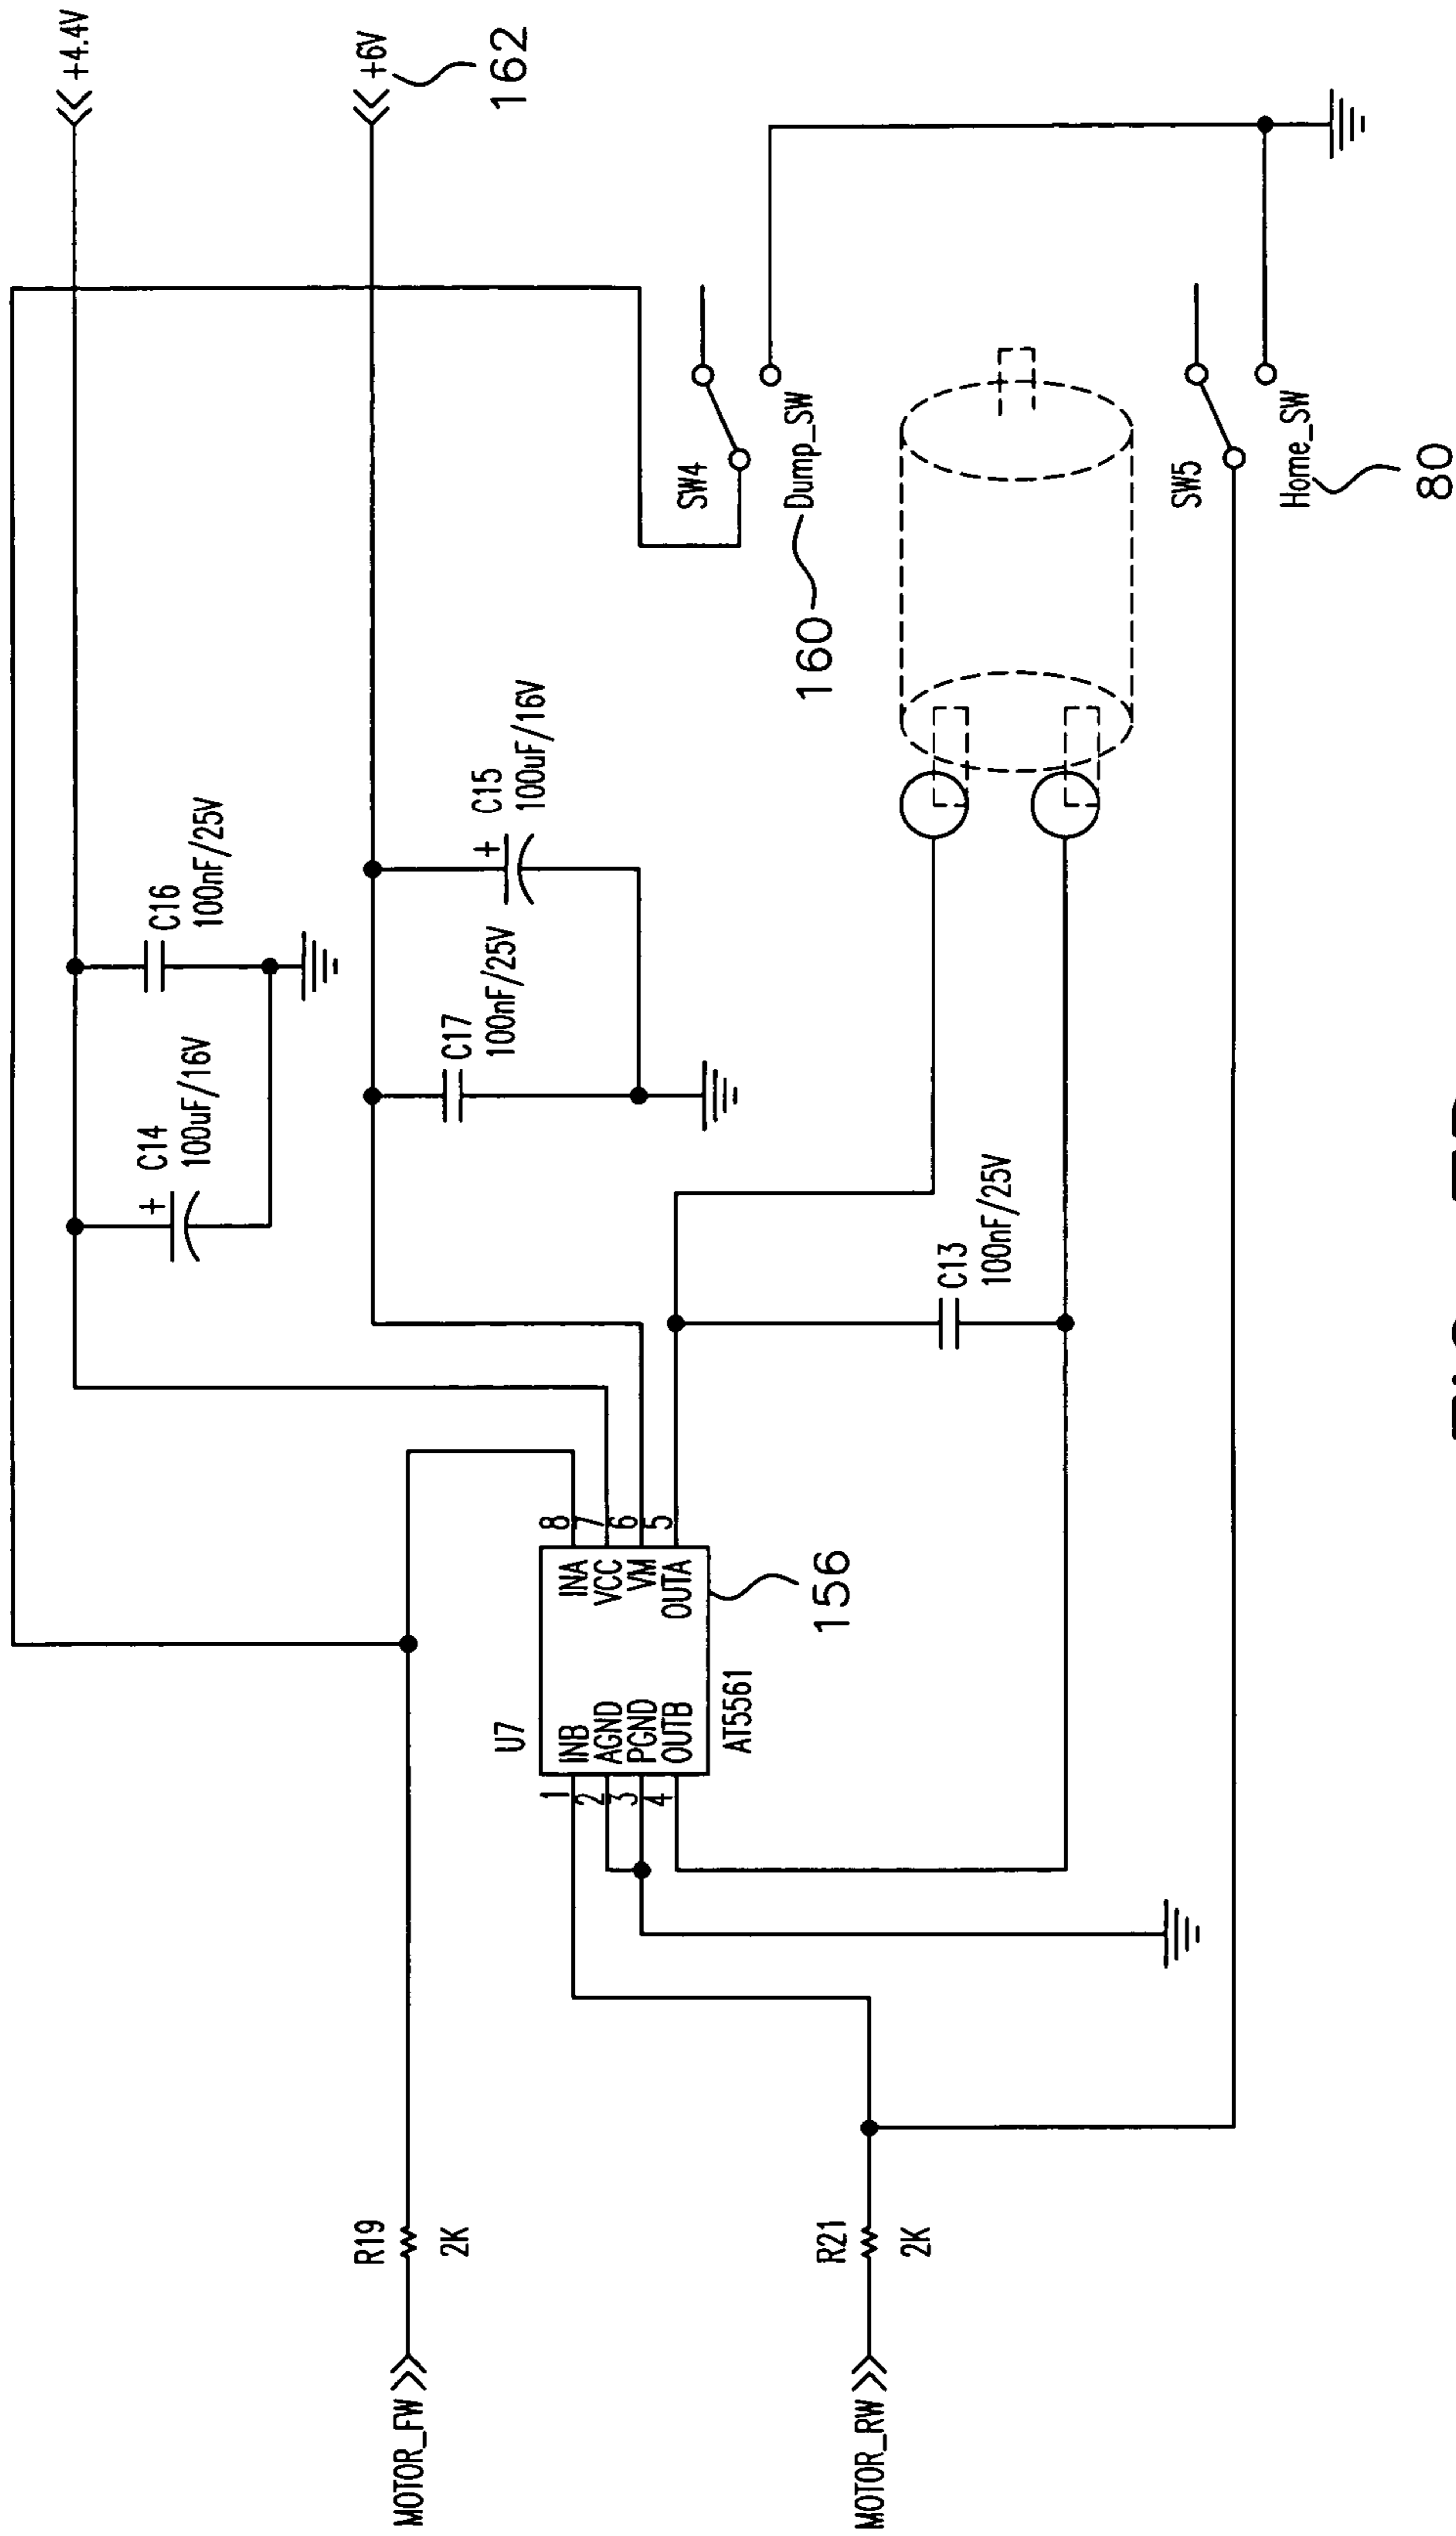 +4.4V
+6V
162
C14
100uF/16V
+
C16
100nF/25V
C17
100nF/25V
C15
100uF/16V
+
SW4
Dump_SW
160
MOTOR_FW
R19
2K
U7
INB
AGND
PGND
OUTB
1
2
3
4
INA
VCC
VM
OUTA
8
7
6
5
AT5561
156
C13
100nF/25V
MOTOR_RW
R21
2K
SW5
Home_SW
80